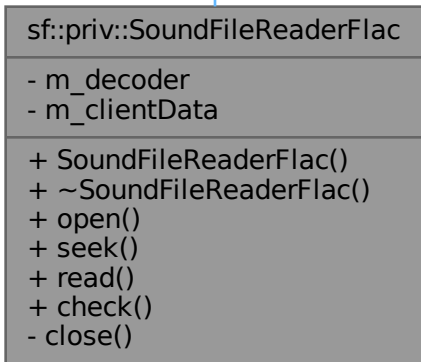 sf::priv::SoundFileReaderFlac
- m_decoder
- m_clientData
+ SoundFileReaderFlac()
+ ~SoundFileReaderFlac()
+ open()
+ seek()
+ read()
+ check()
- close()